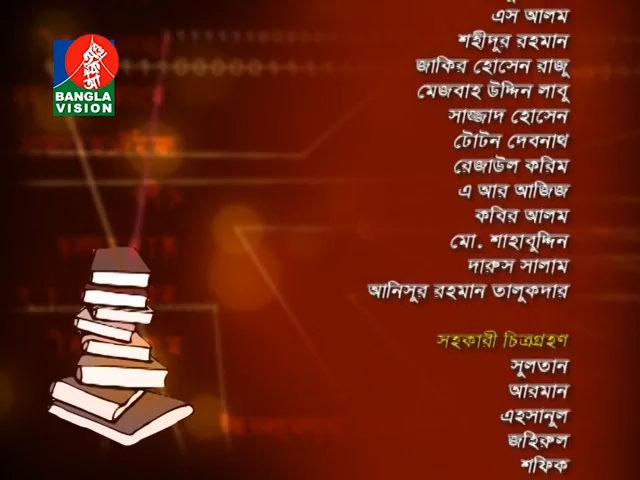 BANGLA
VISION
এস আলম
শহীদুর রহমান
জাকির হোসেন রাজু
মেজবাহ উদ্দিন লাবু
সাজ্জাদ হোসেন
টোটন দেবনাথ
রেজাউল করিম
এ আর আজিজ
কবির আলম
মো. শাহাবুদ্দিন
দারুস সালাম
আনিসুর রহমান তালুকদার
সহকারী চিত্রগ্রহণ
সুলতান
আরমান
এহসানুল
জহিরুল
শফিক